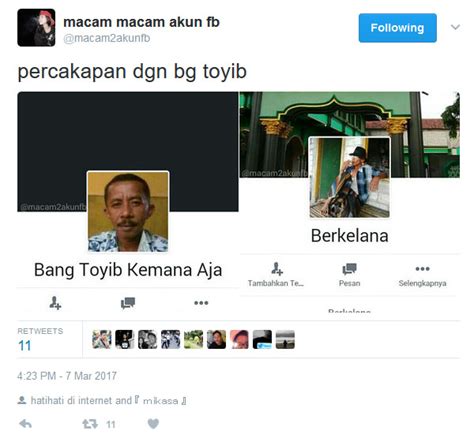 macam macam akun fb
@macam2akunfb
Following
percakapan dgn bg toyib
@macam2akunfb
@macam2akunfb
Bang Toyib Kemana Aja
Berkelana
Tambahkan Te...
Pesan
Selengkapnya
Berkelana
RETWEETS
11
4:23 PM - 7 Mar 2017
hatihati di internet and『 mikasa 』
11